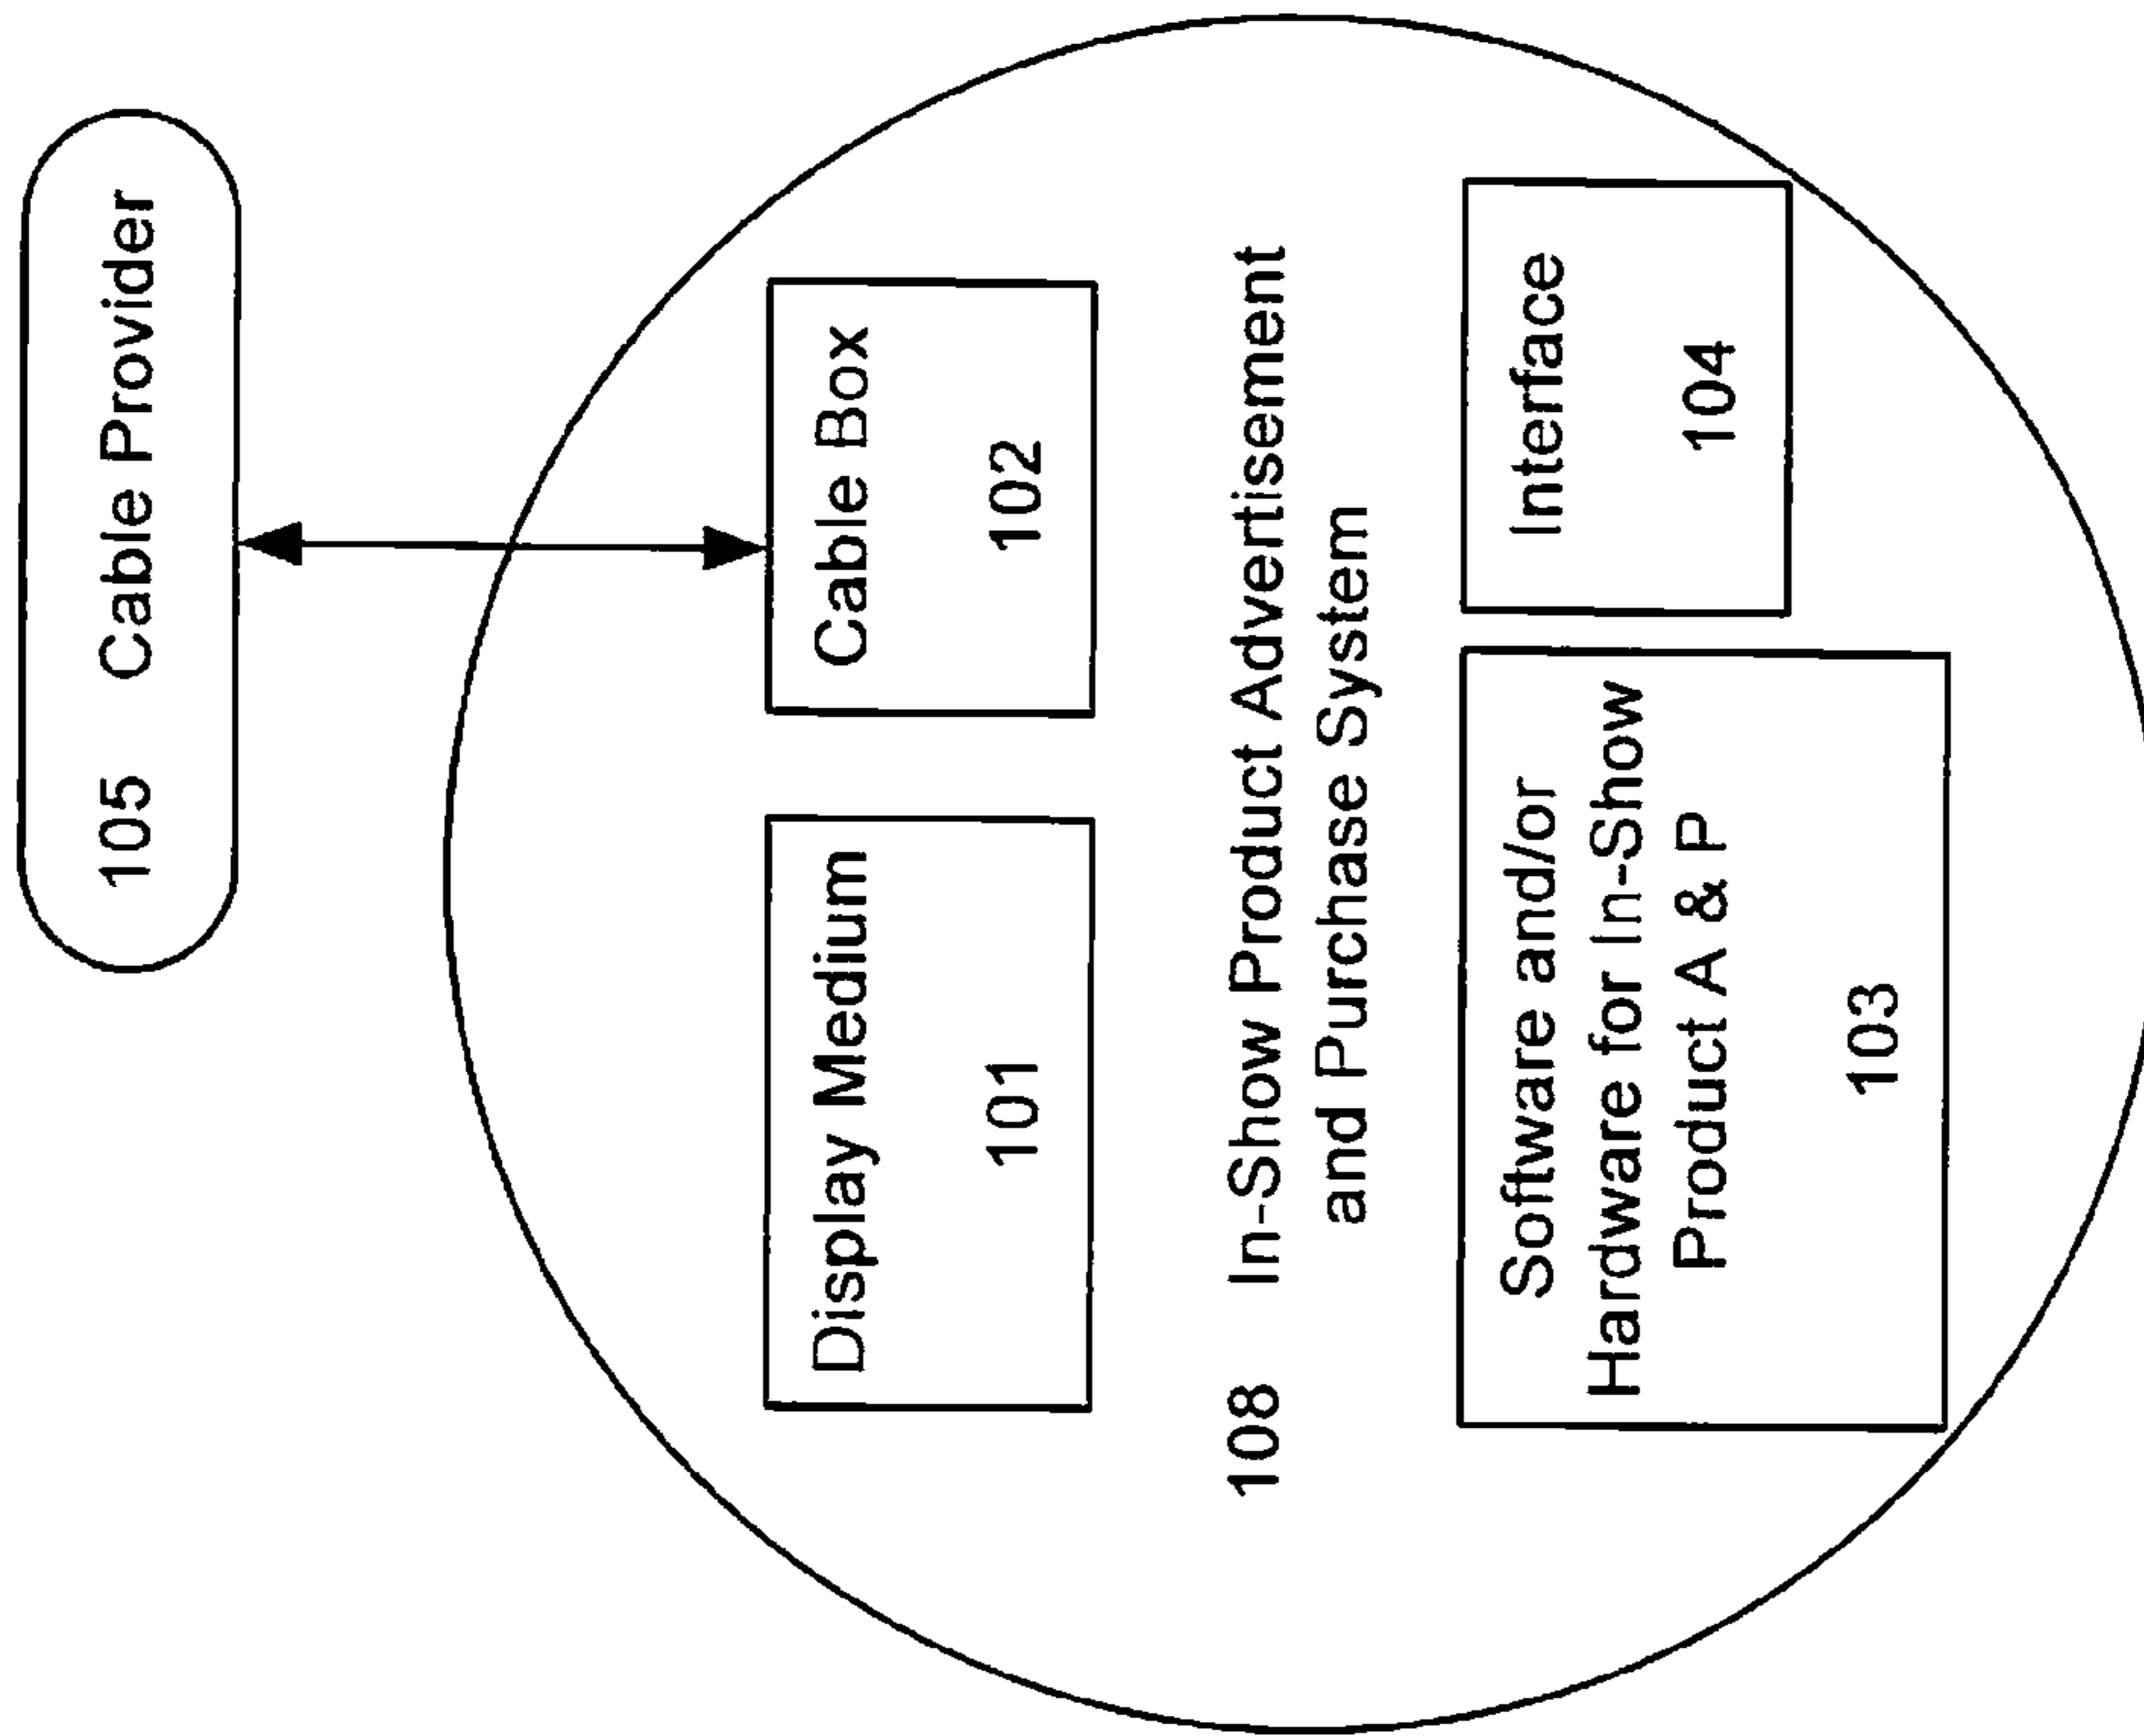 105 Cable Provider
Display Medium
101
Cable Box
102
108 In-Show Product Advertisement
and Purchase System
Software and/or
Hardware for In-Show
Product A & P
103
Interface
104